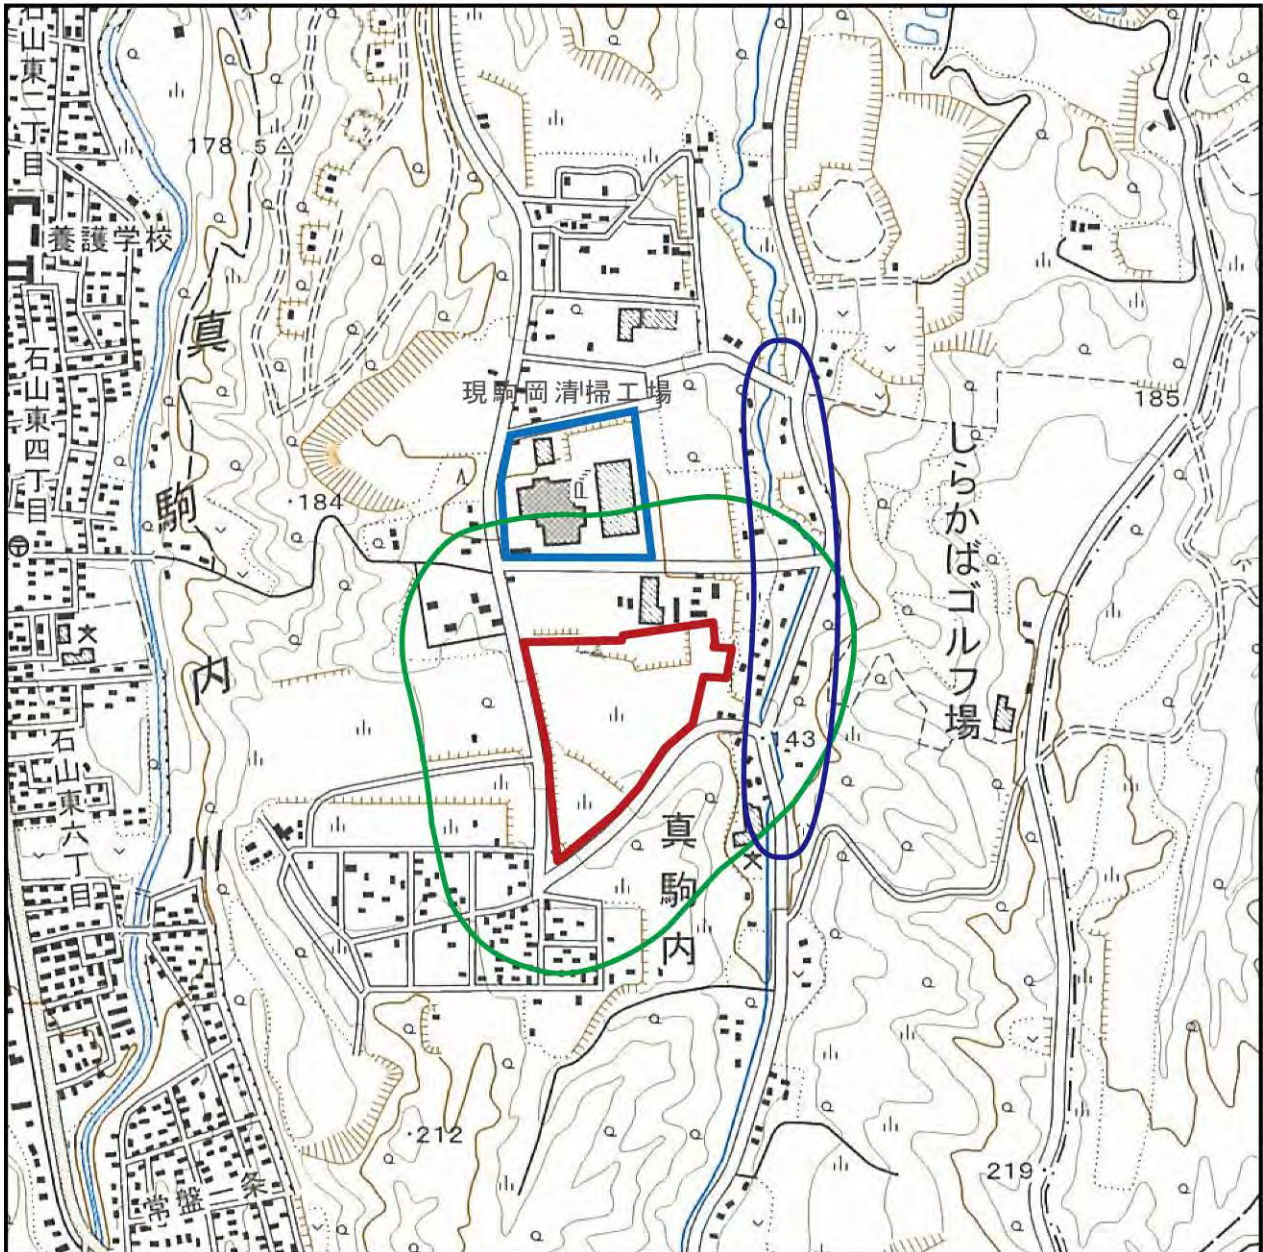 石山東二丁目
178.5
養護学校
石山東四丁目
真駒内川
現駒岡清掃工場
・184
185
しらかばゴルフ場
143
石山東六丁目
真駒内
・212
219
常盤一条